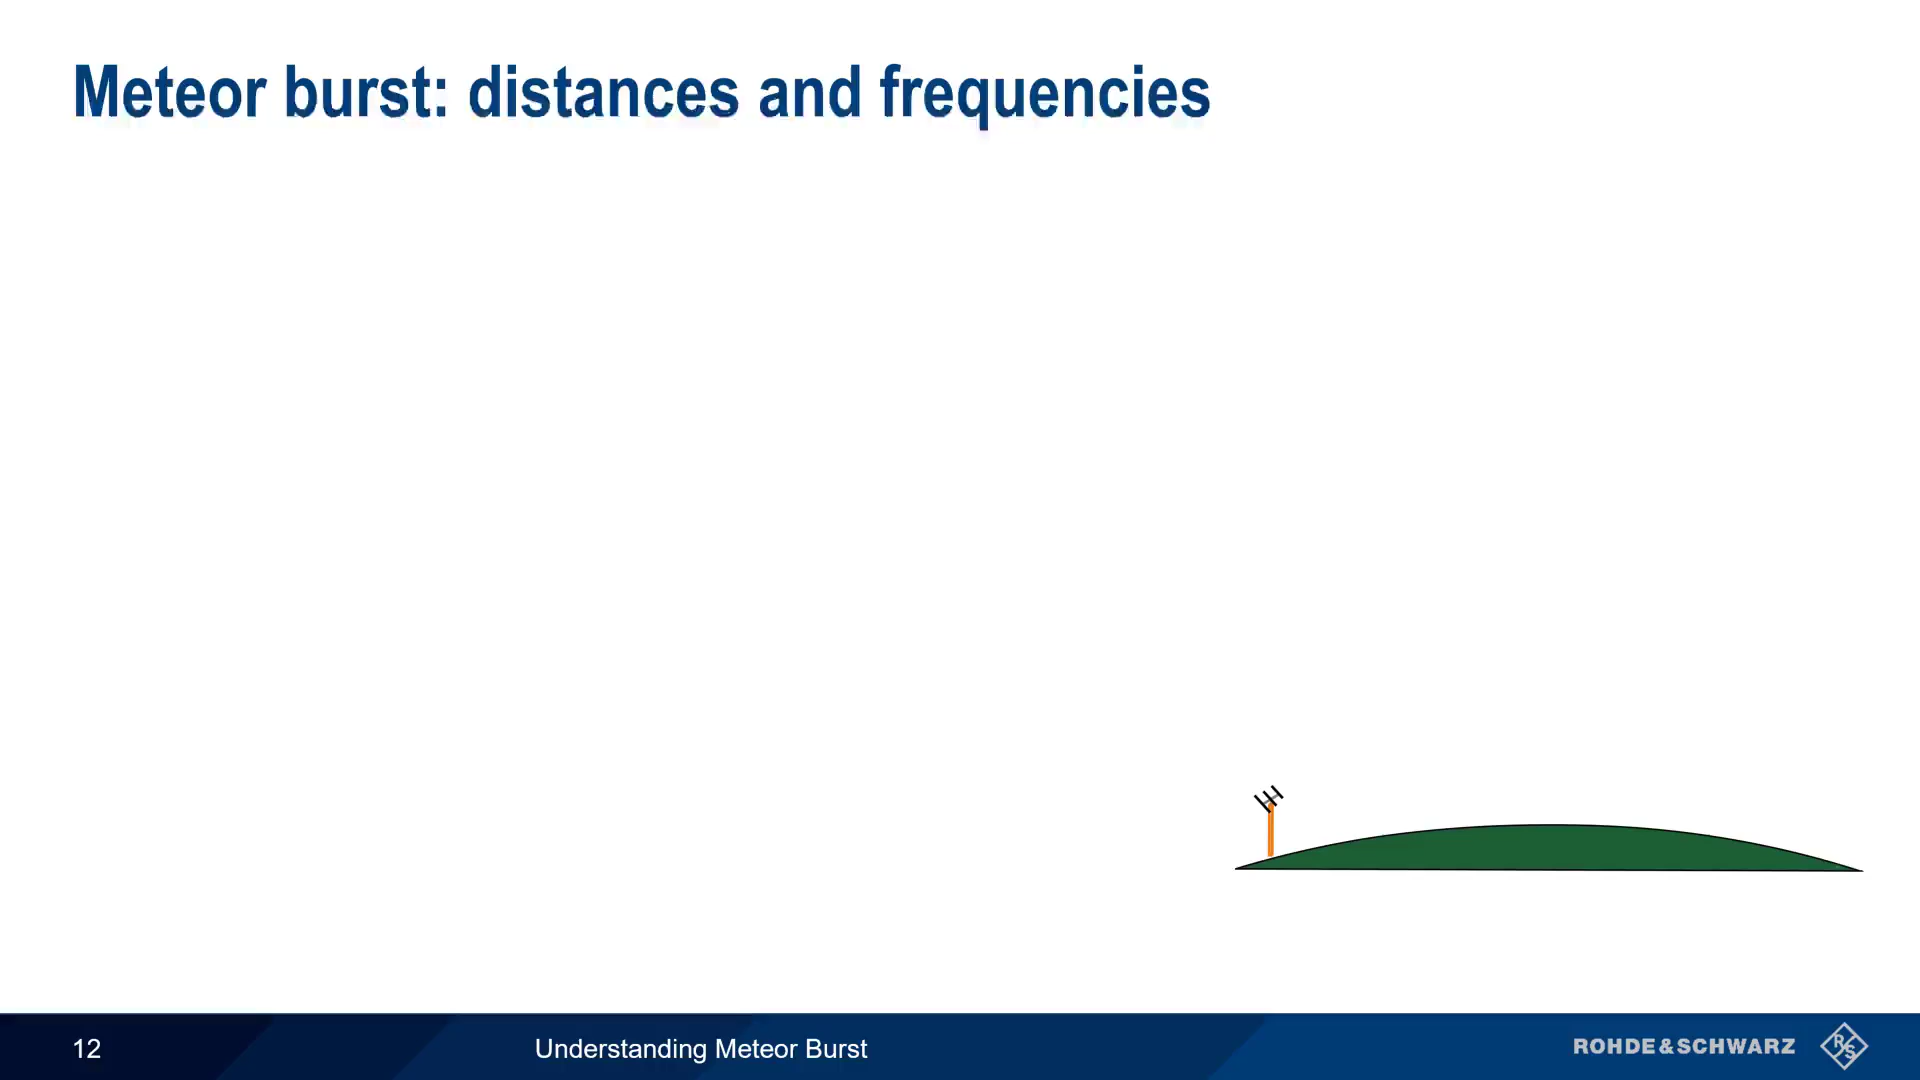 Meteor burst: distances and frequencies
12
Understanding Meteor Burst
ROHDE&SCHWARZ
R&S